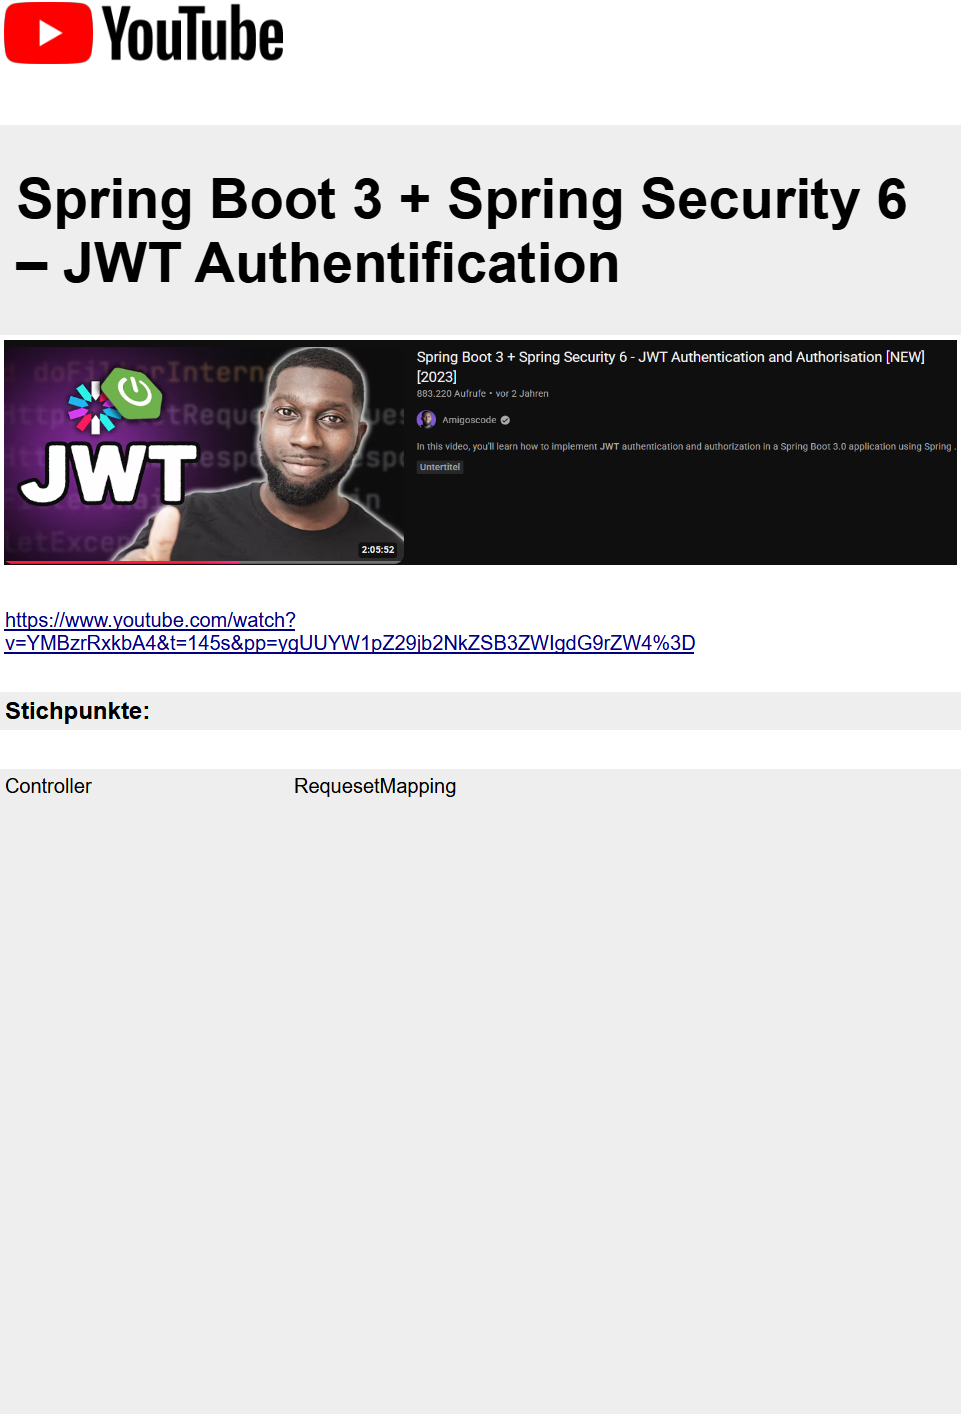 YouTube
Spring Boot 3 + Spring Security 6
– JWT Authentification
doFilterIntern
JWT
2:05:52
Spring Boot 3 + Spring Security 6 - JWT Authentication and Authorisation [NEW]
[2023]
883.220 Aufrufe • vor 2 Jahren
Amigoscode
In this video, you'll learn how to implement JWT authentication and authorization in a Spring Boot 3.0 application using Spring .
Untertitel
https://www.youtube.com/watch?
v=YMBzrRxkbA4&t=145s&pp=ygUUYW1pZ29jb2NkZSB3ZWIgdG9rZW4%3D
Stichpunkte:
Controller RequesetMapping